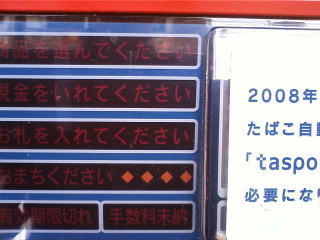 商品を選んでください
現金をいれてください
お札を入れてください
おまちください
有効期限切れ 手数料未納
2008年
たばこ自動
「taspo
必要にな